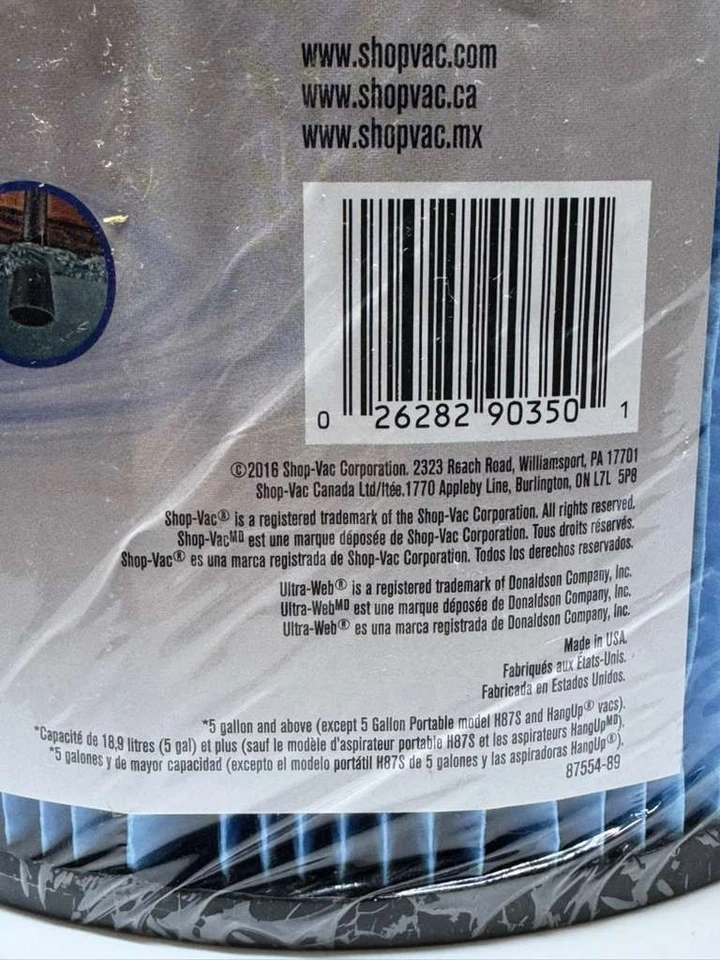 www.shopvac.com
www.shopvac.ca
www.shopvac.mx
0 26282 90350 1
©2016 Shop-Vac Corporation. 2323 Reach Road, Williamsport, PA 17701
Shop-Vac Canada Ltd/ltée.1770 Appleby Line, Burlington, ON L7L 5P8
Shop-Vac® is a registered trademark of the Shop-Vac Corporation. All rights reserved.
Shop-Vacᴹᴰ est une marque déposée de Shop-Vac Corporation. Tous droits réservés.
Shop-Vac® es una marca registrada de Shop-Vac Corporation. Todos los derechos reservados.
Ultra-Web® is a registered trademark of Donaldson Company, Inc.
Ultra-Webᴹᴰ est une marque déposée de Donaldson Company, Inc.
Ultra-Web® es una marca registrada de Donaldson Company, Inc.
Made in USA.
Fabriqués aux États-Unis.
Fabricada en Estados Unidos.
*5 gallon and above (except 5 Gallon Portable model H87S and HangUp® vacs).
*Capacité de 18,9 litres (5 gal) et plus (sauf le modèle d'aspirateur portable H87S et les aspirateurs HangUpᴹᴰ).
*5 galones y de mayor capacidad (excepto el modelo portátil H87S de 5 galones y las aspiradoras HangUp®).
87554-89